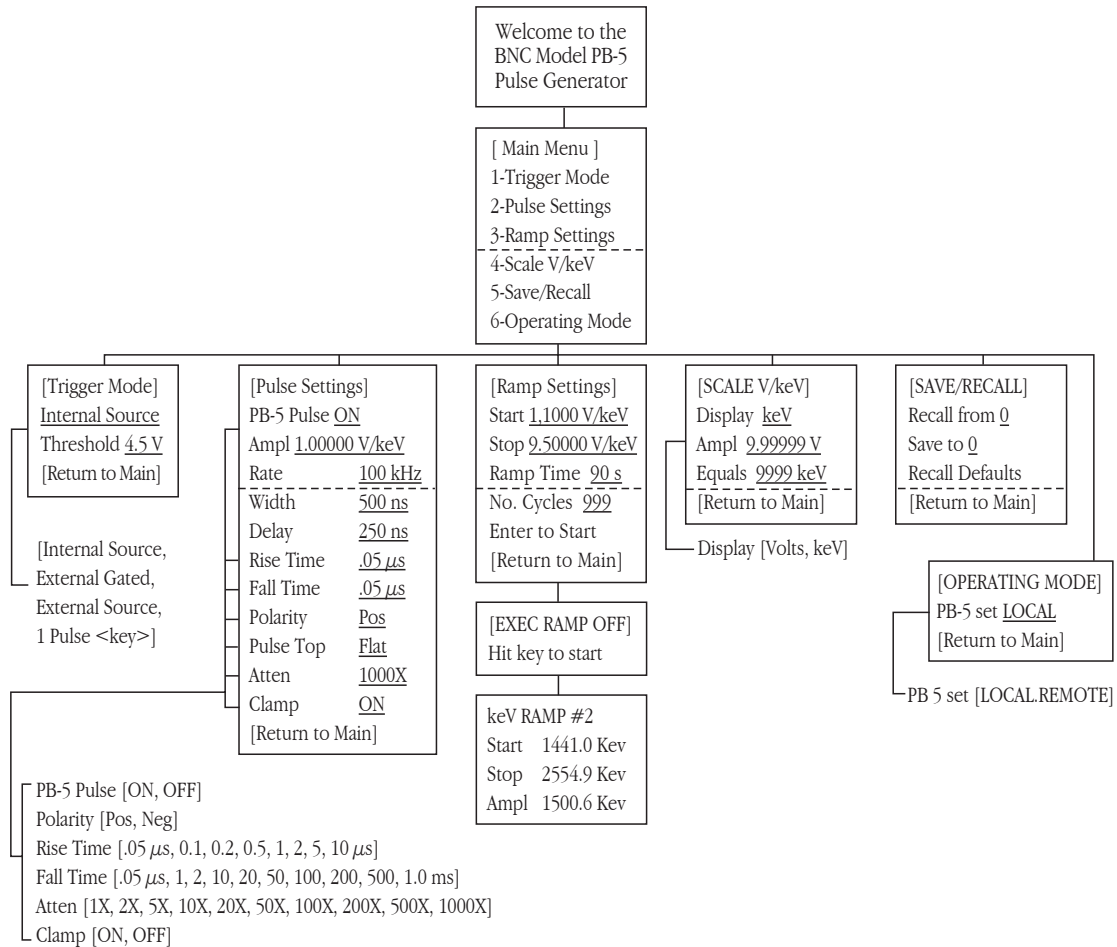 Welcome to the
BNC Model PB-5
Pulse Generator
[ Main Menu ]
1-Trigger Mode
2-Pulse Settings
3-Ramp Settings
4-Scale V/keV
5-Save/Recall
6-Operating Mode
[Trigger Mode]
Internal Source
Threshold 4.5 V
[Return to Main]
[Internal Source,
External Gated,
External Source,
1 Pulse <key>]
[Pulse Settings]
PB-5 Pulse ON
Ampl 1.00000 V/keV
Rate 100 kHz
Width 500 ns
Delay 250 ns
Rise Time .05 μs
Fall Time .05 μs
Polarity Pos
Pulse Top Flat
Atten 1000X
Clamp ON
[Return to Main]
[Ramp Settings]
Start 1,1000 V/keV
Stop 9.50000 V/keV
Ramp Time 90 s
No. Cycles 999
Enter to Start
[Return to Main]
[EXEC RAMP OFF]
Hit key to start
keV RAMP #2
Start 1441.0 Kev
Stop 2554.9 Kev
Ampl 1500.6 Kev
[SCALE V/keV]
Display keV
Ampl 9.99999 V
Equals 9999 keV
[Return to Main]
Display [Volts, keV]
[SAVE/RECALL]
Recall from 0
Save to 0
Recall Defaults
[Return to Main]
[OPERATING MODE]
PB-5 set LOCAL
[Return to Main]
PB 5 set [LOCAL.REMOTE]
PB-5 Pulse [ON, OFF]
Polarity [Pos, Neg]
Rise Time [.05 μs, 0.1, 0.2, 0.5, 1, 2, 5, 10 μs]
Fall Time [.05 μs, 1, 2, 10, 20, 50, 100, 200, 500, 1.0 ms]
Atten [1X, 2X, 5X, 10X, 20X, 50X, 100X, 200X, 500X, 1000X]
Clamp [ON, OFF]